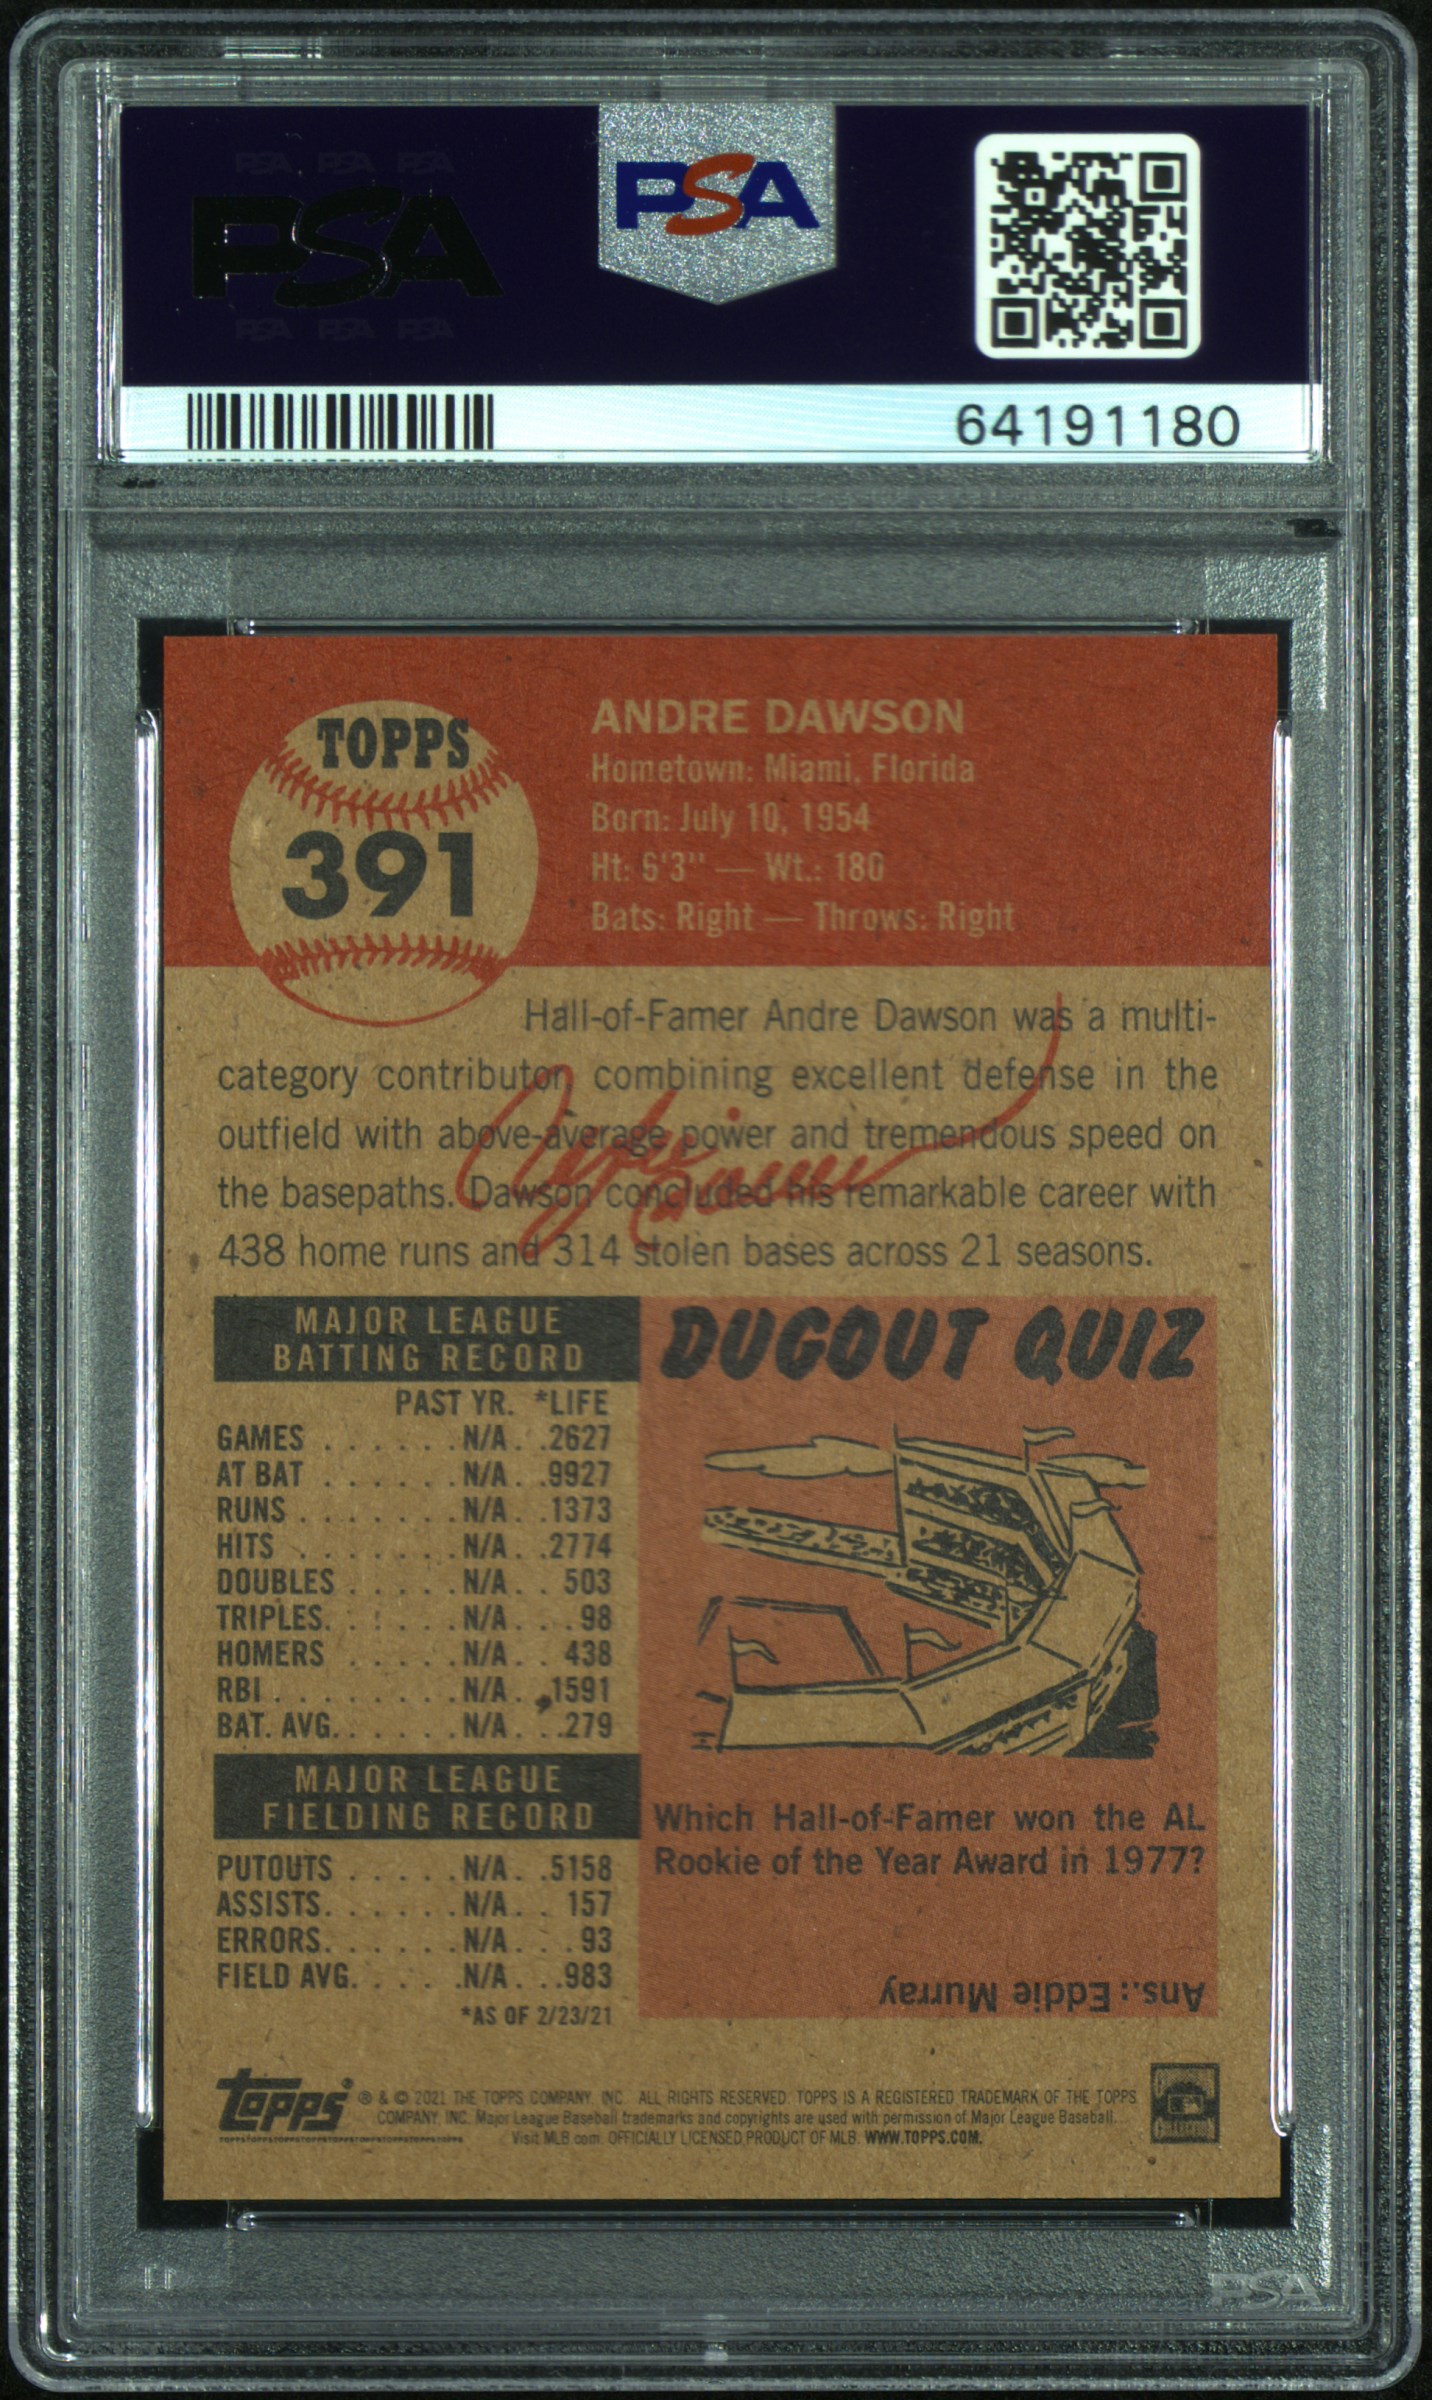 PSA PSA PSA
PSA
PSA PSA PSA
PSA
64191180
TOPPS
391
ANDRE DAWSON
Hometown: Miami, Florida
Born: July 10, 1954
Ht: 6'3" — Wt.: 180
Bats: Right — Throws: Right
Hall-of-Famer Andre Dawson was a multi-
category contributor, combining excellent defense in the
outfield with above-average power and tremendous speed on
the basepaths. Dawson concluded his remarkable career with
438 home runs and 314 stolen bases across 21 seasons.
MAJOR LEAGUE
BATTING RECORD
PAST YR. *LIFE
GAMES . . . . . . N/A . . 2627
AT BAT . . . . . . N/A . . 9927
RUNS . . . . . . . N/A . . 1373
HITS . . . . . . . N/A . . 2774
DOUBLES . . . . . N/A . . 503
TRIPLES. . . . . . N/A . . . 98
HOMERS . . . . . N/A . . 438
RBI . . . . . . . . N/A . . 1591
BAT. AVG. . . . . . N/A . . .279
MAJOR LEAGUE
FIELDING RECORD
PUTOUTS . . . . . N/A . . 5158
ASSISTS. . . . . . N/A . . 157
ERRORS. . . . . . N/A . . . 93
FIELD AVG. . . . . N/A . . .983
*AS OF 2/23/21
DUGOUT QUIZ
Which Hall-of-Famer won the AL
Rookie of the Year Award in 1977?
Ans.: Eddie Murray
topps
® & © 2021 THE TOPPS COMPANY, INC. ALL RIGHTS RESERVED. TOPPS IS A REGISTERED TRADEMARK OF THE TOPPS
COMPANY, INC. Major League Baseball trademarks and copyrights are used with permission of Major League Baseball.
Visit MLB.com. OFFICIALLY LICENSED PRODUCT OF MLB. WWW.TOPPS.COM.
PSA